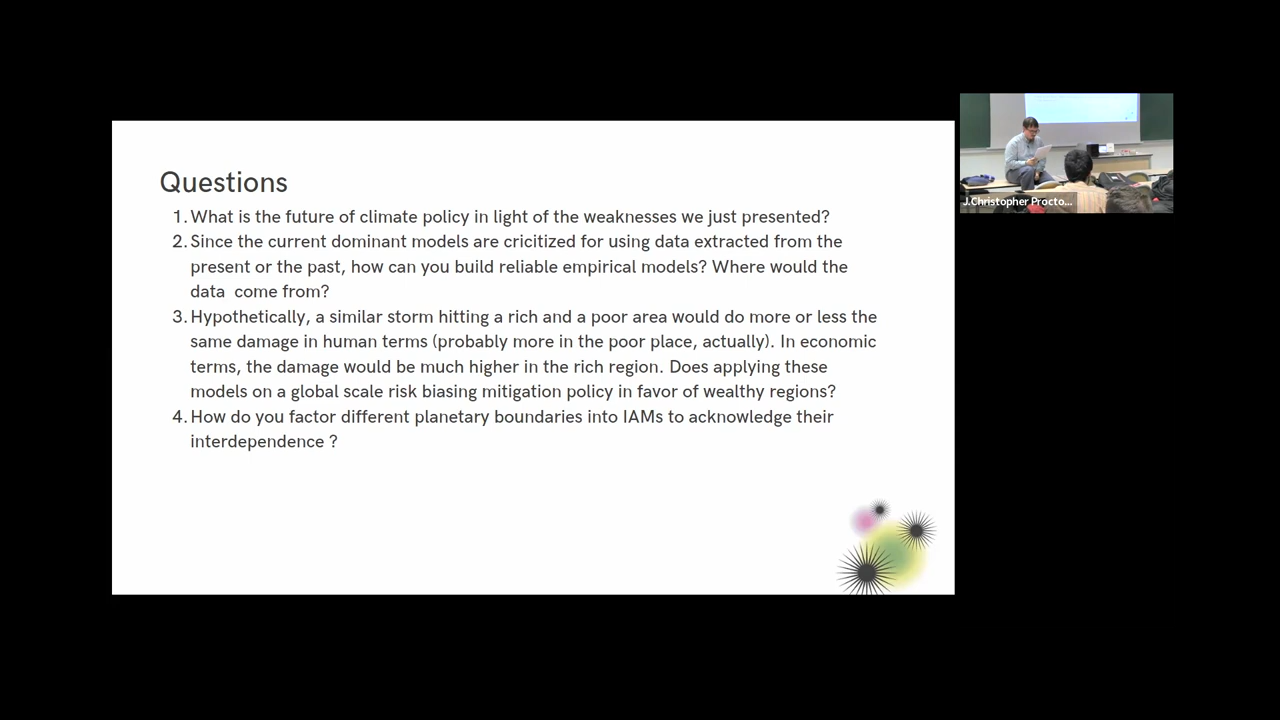 Questions
1. What is the future of climate policy in light of the weaknesses we just presented?
2. Since the current dominant models are cricitized for using data extracted from the
present or the past, how can you build reliable empirical models? Where would the
data come from?
3. Hypothetically, a similar storm hitting a rich and a poor area would do more or less the
same damage in human terms (probably more in the poor place, actually). In economic
terms, the damage would be much higher in the rich region. Does applying these
models on a global scale risk biasing mitigation policy in favor of wealthy regions?
4. How do you factor different planetary boundaries into IAMs to acknowledge their
interdependence ?
J.Christopher Procto...